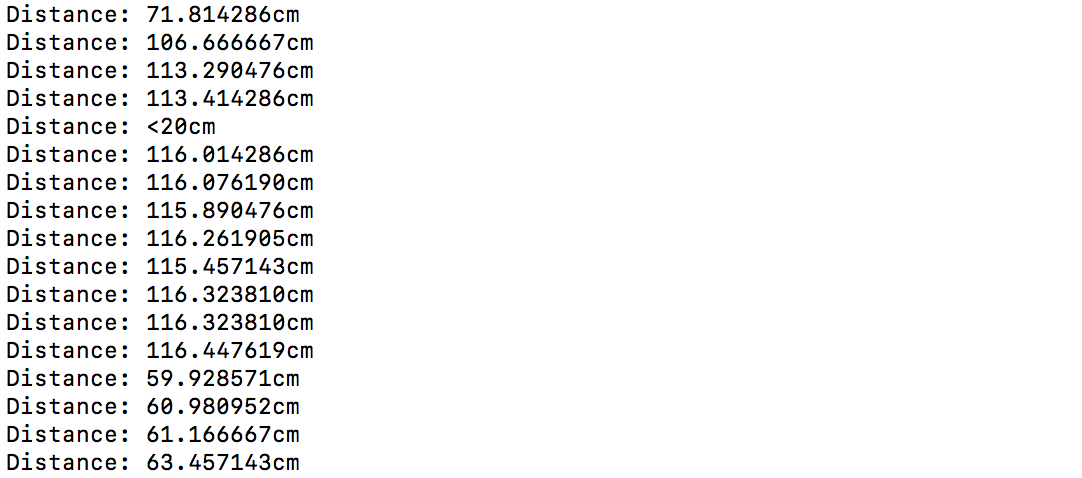 Distance: 71.814286cm
Distance: 106.666667cm
Distance: 113.290476cm
Distance: 113.414286cm
Distance: <20cm
Distance: 116.014286cm
Distance: 116.076190cm
Distance: 115.890476cm
Distance: 116.261905cm
Distance: 115.457143cm
Distance: 116.323810cm
Distance: 116.323810cm
Distance: 116.447619cm
Distance: 59.928571cm
Distance: 60.980952cm
Distance: 61.166667cm
Distance: 63.457143cm